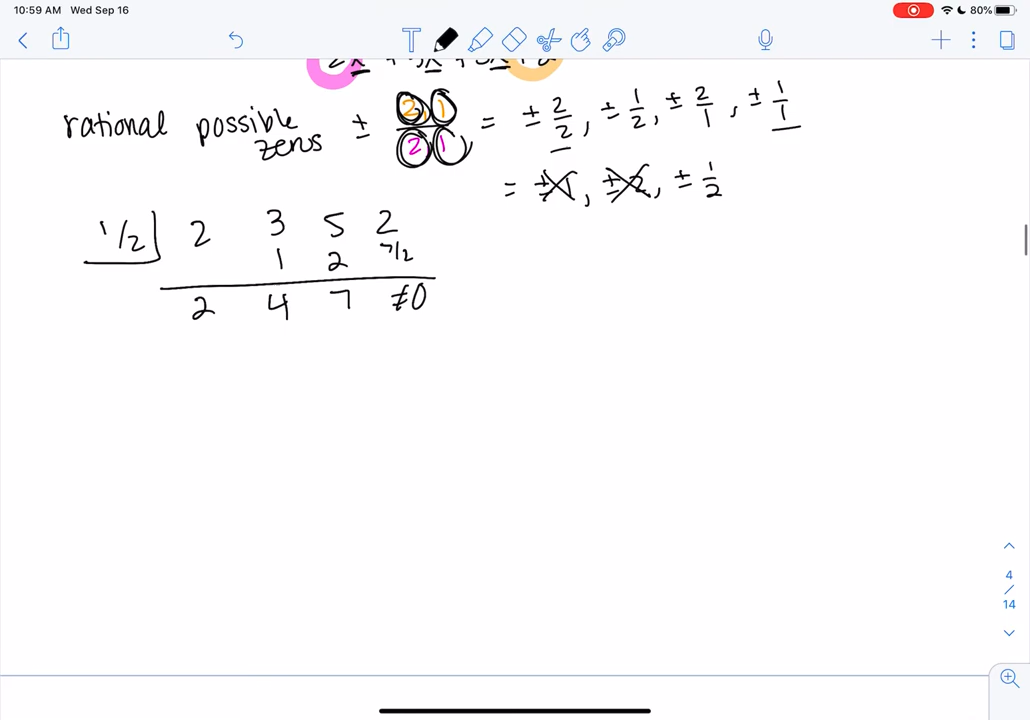 10:59 AM Wed Sep 16
80%
T
rational possible zeros ± 2, 1 / 2, 1 = ± 2/2, ± 1/2, ± 2/1, ± 1/1
= ±1, ±2, ± 1/2
1/2 2 3 5 2
1 2 7/2
2 4 7 ≠0
4
/
14